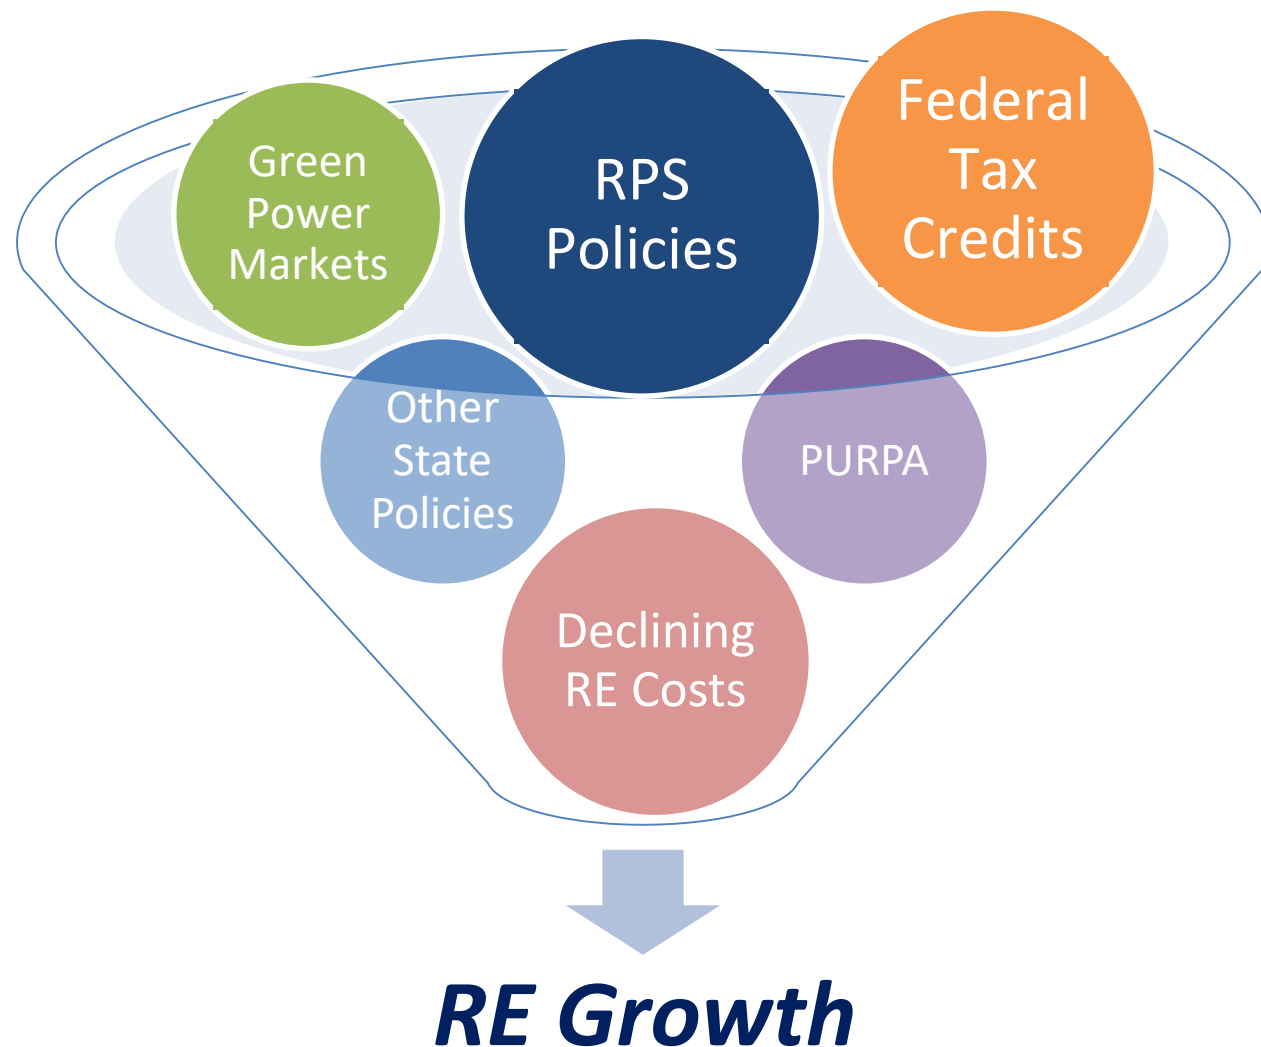 Green
Power
Markets
RPS
Policies
Federal
Tax
Credits
Other
State
Policies
PURPA
Declining
RE Costs
RE Growth